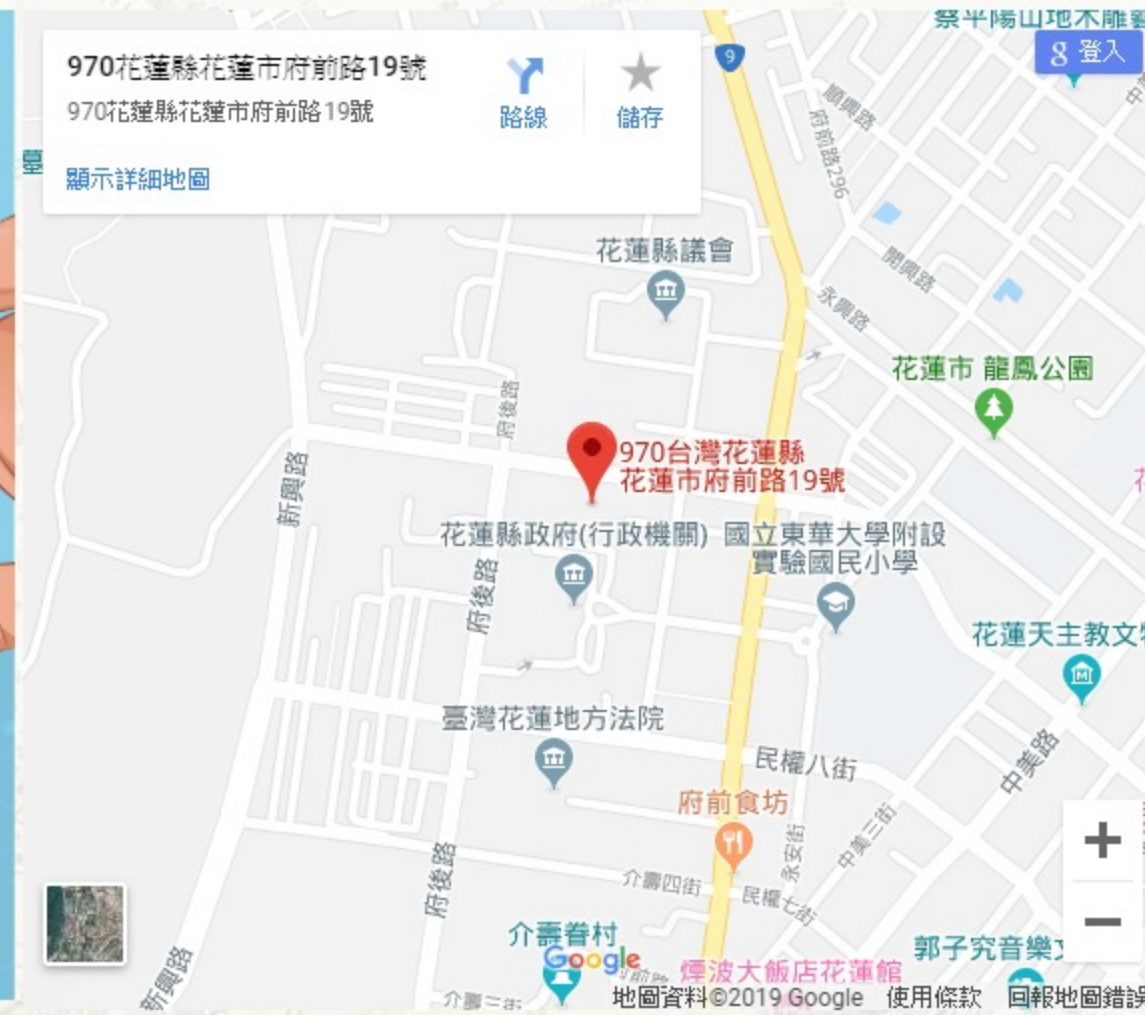 970花蓮縣花蓮市府前路19號
970花蓮縣花蓮市府前路19號
路線
儲存
顯示詳細地圖
9
登入
順興路
府前路296
花蓮縣議會
開興路
永興路
花蓮市 龍鳳公園
府後路
970台灣花蓮縣
花蓮市府前路19號
新興路
花蓮縣政府(行政機關)
國立東華大學附設
實驗國民小學
府後路
花蓮天主教文
臺灣花蓮地方法院
民權八街
中美路
府前食坊
中美三街
永安街
府後路
介壽四街
民權七街
介壽眷村
Google
郭子究音樂
煙波大飯店花蓮館
新興路
介壽三街
地圖資料©2019 Google
使用條款
回報地圖錯誤